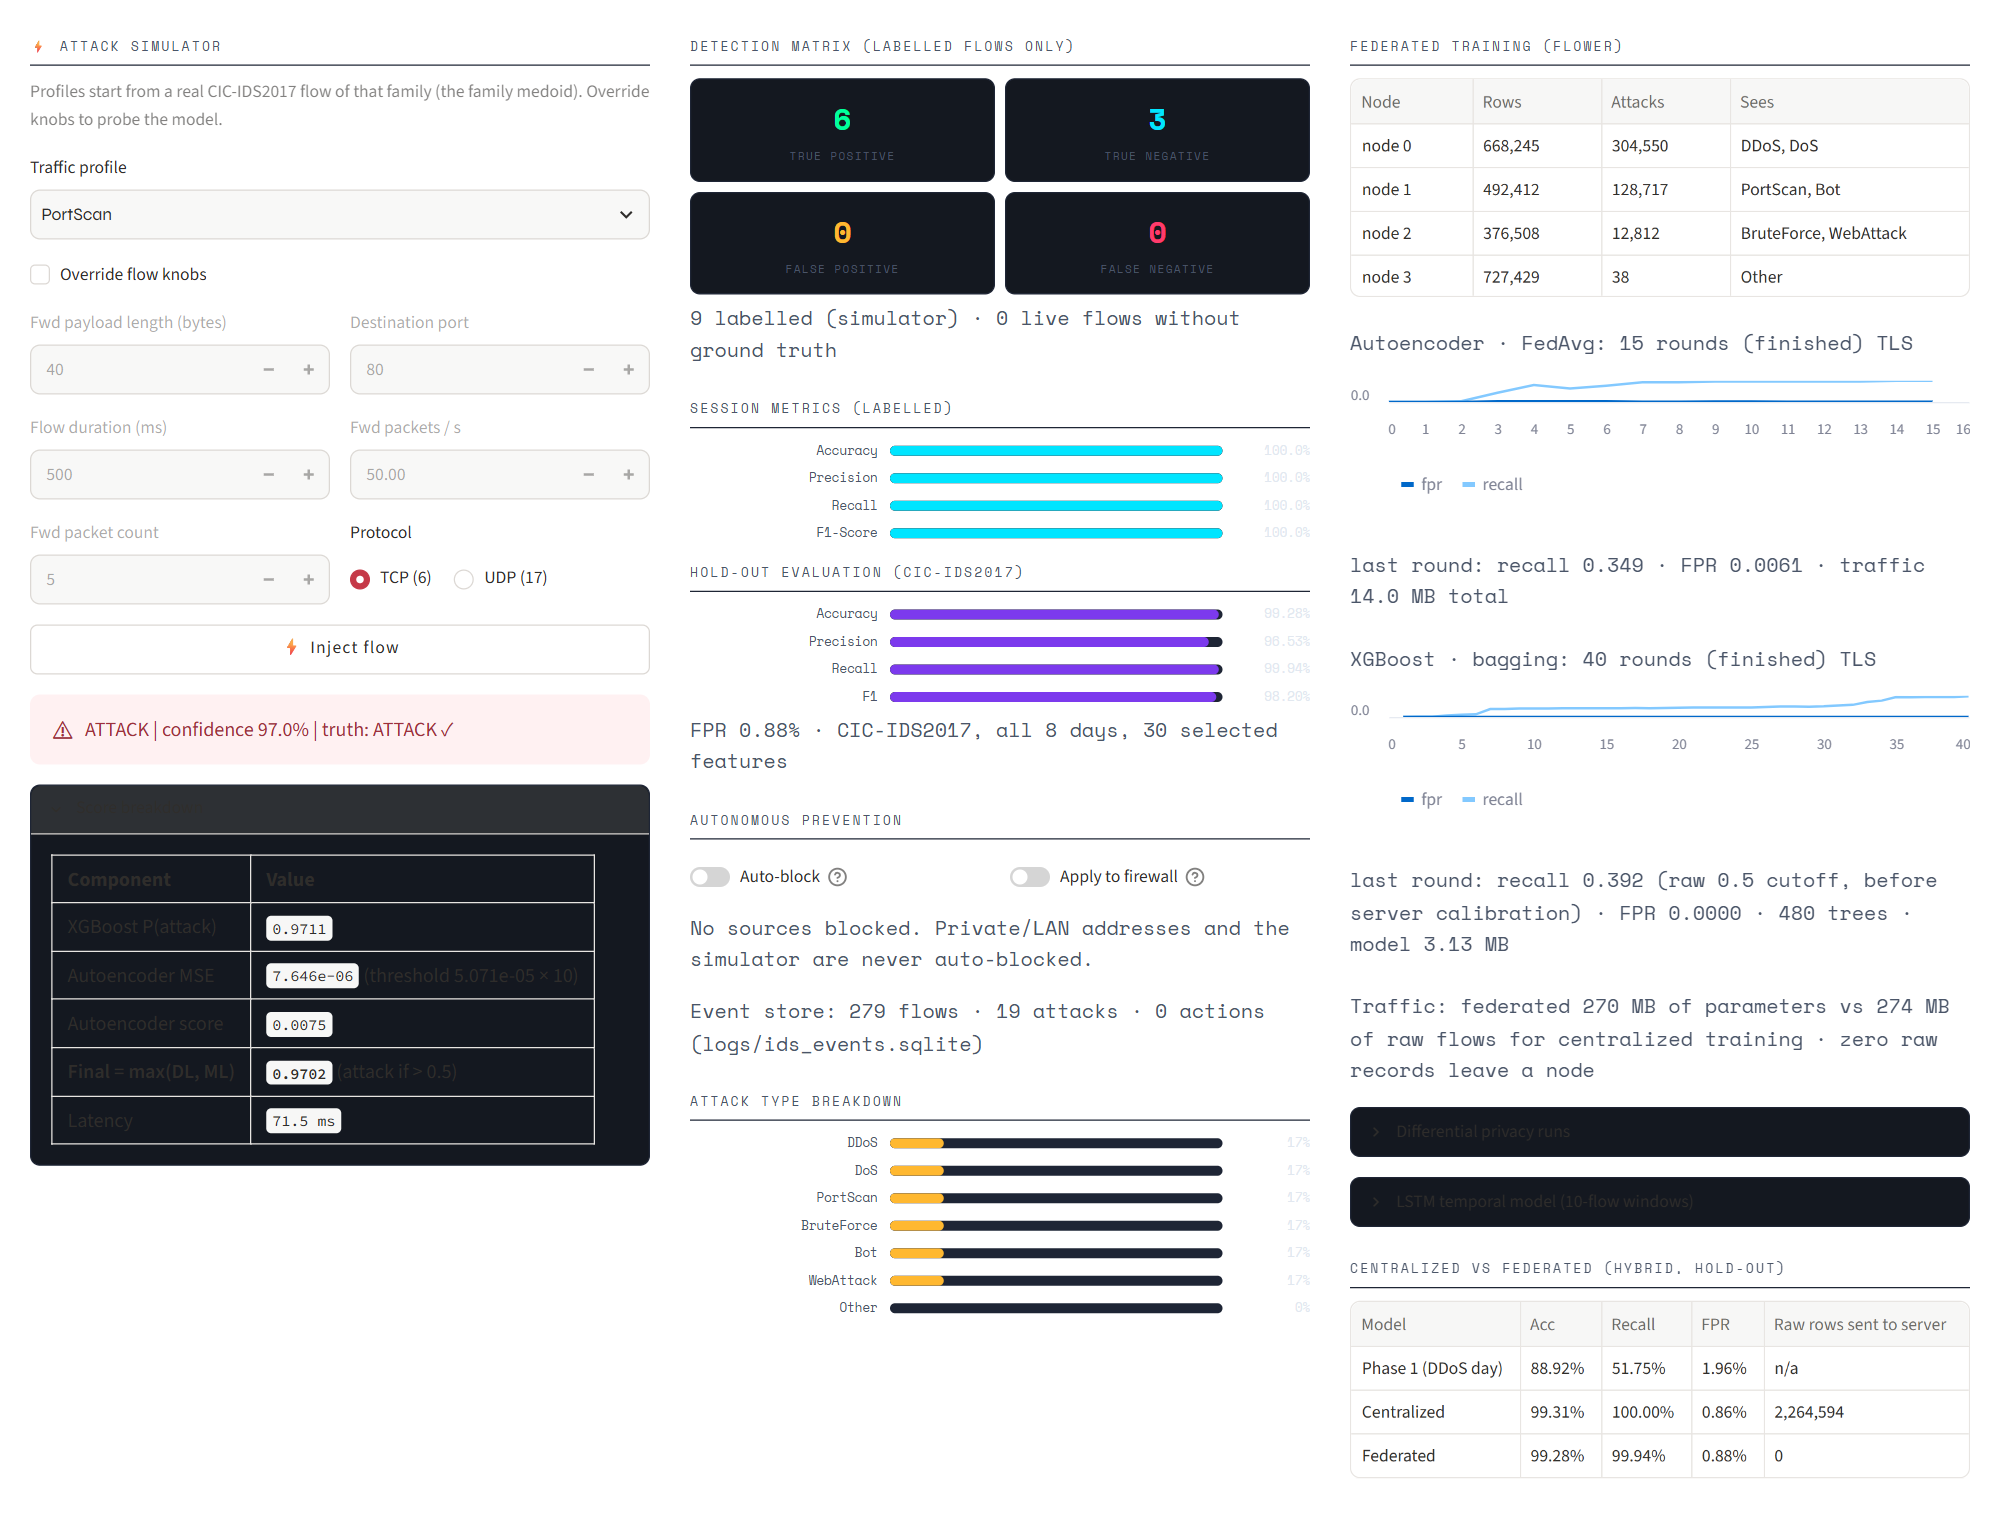 ⚡ ATTACK SIMULATOR
Profiles start from a real CIC-IDS2017 flow of that family (the family medoid). Override
knobs to probe the model.
Traffic profile
PortScan
Override flow knobs
Fwd payload length (bytes)
Destination port
40
80
Flow duration (ms)
Fwd packets / s
500
50.00
Fwd packet count
Protocol
5
TCP (6)
UDP (17)
⚡ Inject flow
ATTACK | confidence 97.0% | truth: ATTACK ✓
Component
Value
XGBoost P(attack)
0.9711
Autoencoder MSE
7.646e-06 (threshold 5.071e-05 × 10)
Autoencoder score
0.0075
Final = max(DL, ML)
0.9702 (attack if > 0.5)
Latency
71.5 ms
DETECTION MATRIX (LABELLED FLOWS ONLY)
6
TRUE POSITIVE
3
TRUE NEGATIVE
0
FALSE POSITIVE
0
FALSE NEGATIVE
9 labelled (simulator) · 0 live flows without
ground truth
SESSION METRICS (LABELLED)
Accuracy 100.0%
Precision 100.0%
Recall 100.0%
F1-Score 100.0%
HOLD-OUT EVALUATION (CIC-IDS2017)
Accuracy 99.28%
Precision 96.53%
Recall 99.94%
F1 98.20%
FPR 0.88% · CIC-IDS2017, all 8 days, 30 selected
features
AUTONOMOUS PREVENTION
Auto-block
Apply to firewall
No sources blocked. Private/LAN addresses and the
simulator are never auto-blocked.
Event store: 279 flows · 19 attacks · 0 actions
(logs/ids_events.sqlite)
ATTACK TYPE BREAKDOWN
DDoS 17%
DoS 17%
PortScan 17%
BruteForce 17%
Bot 17%
WebAttack 17%
Other 0%
FEDERATED TRAINING (FLOWER)
Node Rows Attacks Sees
node 0 668,245 304,550 DDoS, DoS
node 1 492,412 128,717 PortScan, Bot
node 2 376,508 12,812 BruteForce, WebAttack
node 3 727,429 38 Other
Autoencoder · FedAvg: 15 rounds (finished) TLS
0.0
0 1 2 3 4 5 6 7 8 9 10 11 12 13 14 15 16
fpr recall
last round: recall 0.349 · FPR 0.0061 · traffic
14.0 MB total
XGBoost · bagging: 40 rounds (finished) TLS
0.0
0 5 10 15 20 25 30 35 40
fpr recall
last round: recall 0.392 (raw 0.5 cutoff, before
server calibration) · FPR 0.0000 · 480 trees ·
model 3.13 MB
Traffic: federated 270 MB of parameters vs 274 MB
of raw flows for centralized training · zero raw
records leave a node
Differential privacy runs
LSTM temporal model (10-flow windows)
CENTRALIZED VS FEDERATED (HYBRID, HOLD-OUT)
Model Acc Recall FPR Raw rows sent to server
Phase 1 (DDoS day) 88.92% 51.75% 1.96% n/a
Centralized 99.31% 100.00% 0.86% 2,264,594
Federated 99.28% 99.94% 0.88% 0